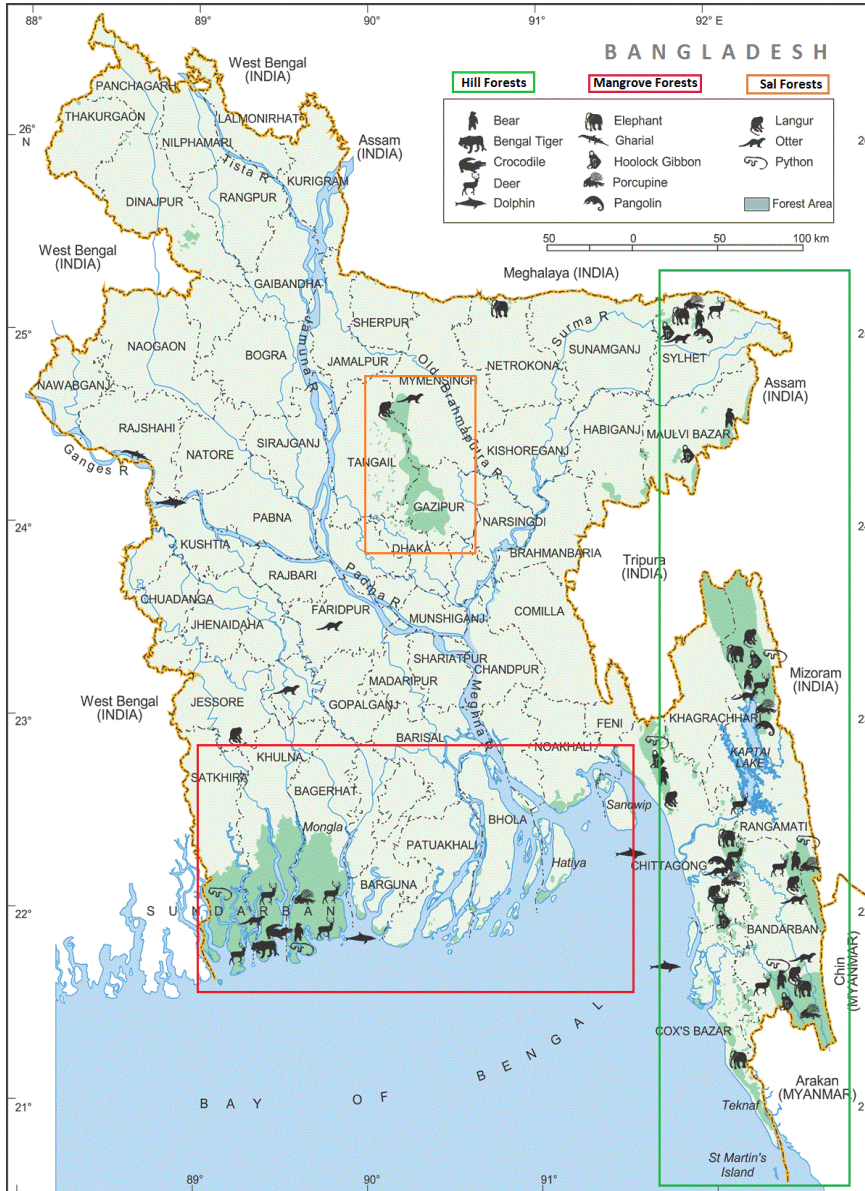 88°
89°
90°
91°
92° E
BANGLADESH
Hill Forests
Mangrove Forests
Sal Forests
Bear
Elephant
Langur
Bengal Tiger
Gharial
Otter
Crocodile
Hoolock Gibbon
Python
Deer
Porcupine
Dolphin
Pangolin
Forest Area
50
0
50
100 km
West Bengal
(INDIA)
PANCHAGARH
THAKURGAON
LALMONIRHAT
26°
N
NILPHAMARI
Assam
(INDIA)
Tista R
KURIGRAM
DINAJPUR
RANGPUR
West Bengal
(INDIA)
Meghalaya (INDIA)
GAIBANDHA
25°
SHERPUR
Jamuna R
Surma R
NAOGAON
BOGRA
JAMALPUR
Old Brahmaputra R
NETROKONA
SUNAMGANJ
SYLHET
NAWABGANJ
MYMENSINGH
Assam
(INDIA)
RAJSHAHI
SIRAJGANJ
HABIGANJ
MAULVI BAZAR
Ganges R
NATORE
TANGAIL
KISHOREGANJ
GAZIPUR
24°
PABNA
NARSINGDI
KUSHTIA
DHAKA
BRAHMANBARIA
Tripura
(INDIA)
RAJBARI
Padma R
CHUADANGA
FARIDPUR
MUNSHIGANJ
COMILLA
JHENAIDAHA
SHARIATPUR
CHANDPUR
Mizoram
(INDIA)
MADARIPUR
West Bengal
(INDIA)
JESSORE
GOPALGANJ
Meghna R
23°
FENI
KHAGRACHHARI
BARISAL
NOAKHALI
KAPTAI
LAKE
KHULNA
SATKHIRA
BAGERHAT
Sandwip
Mongla
BHOLA
RANGAMATI
PATUAKHALI
Hatiya
CHITTAGONG
BARGUNA
22°
SUNDARBAN
BANDARBAN
Chin
(MYANMAR)
COX'S BAZAR
BAY OF BENGAL
21°
Arakan
(MYANMAR)
Teknaf
St Martin's
Island
89°
90°
91°